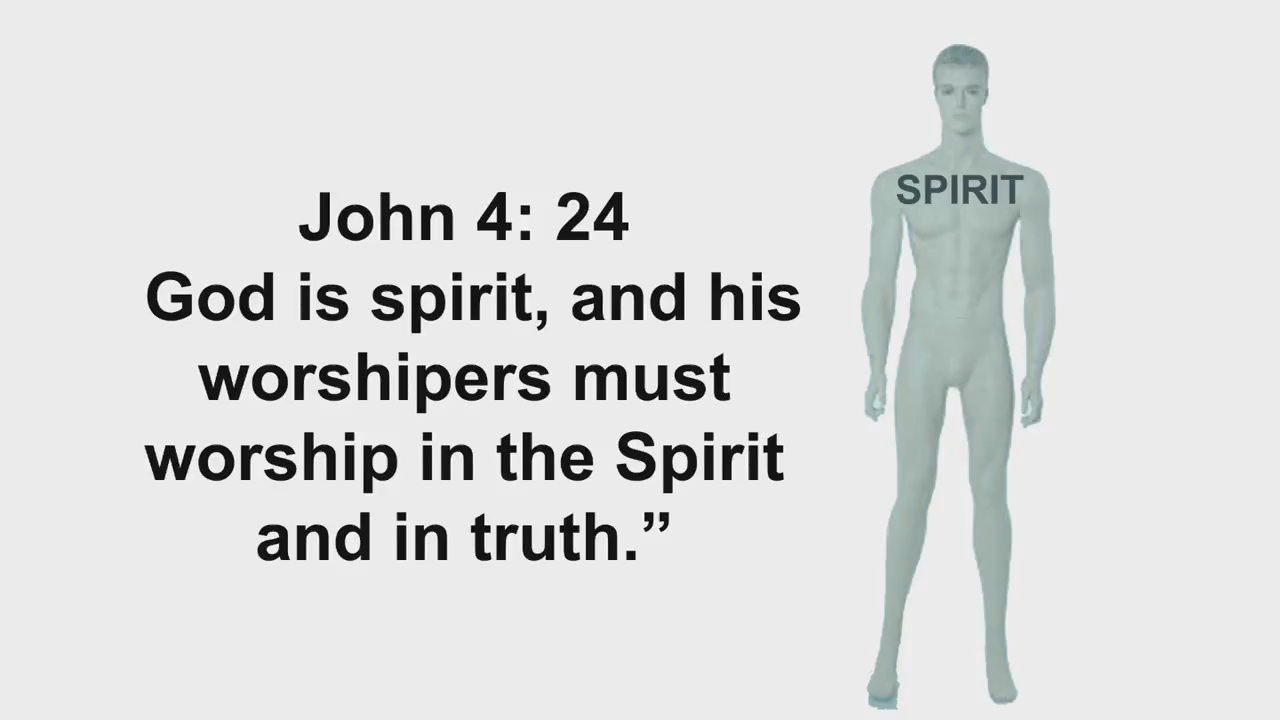 John 4: 24
God is spirit, and his
worshipers must
worship in the Spirit
and in truth.”
SPIRIT